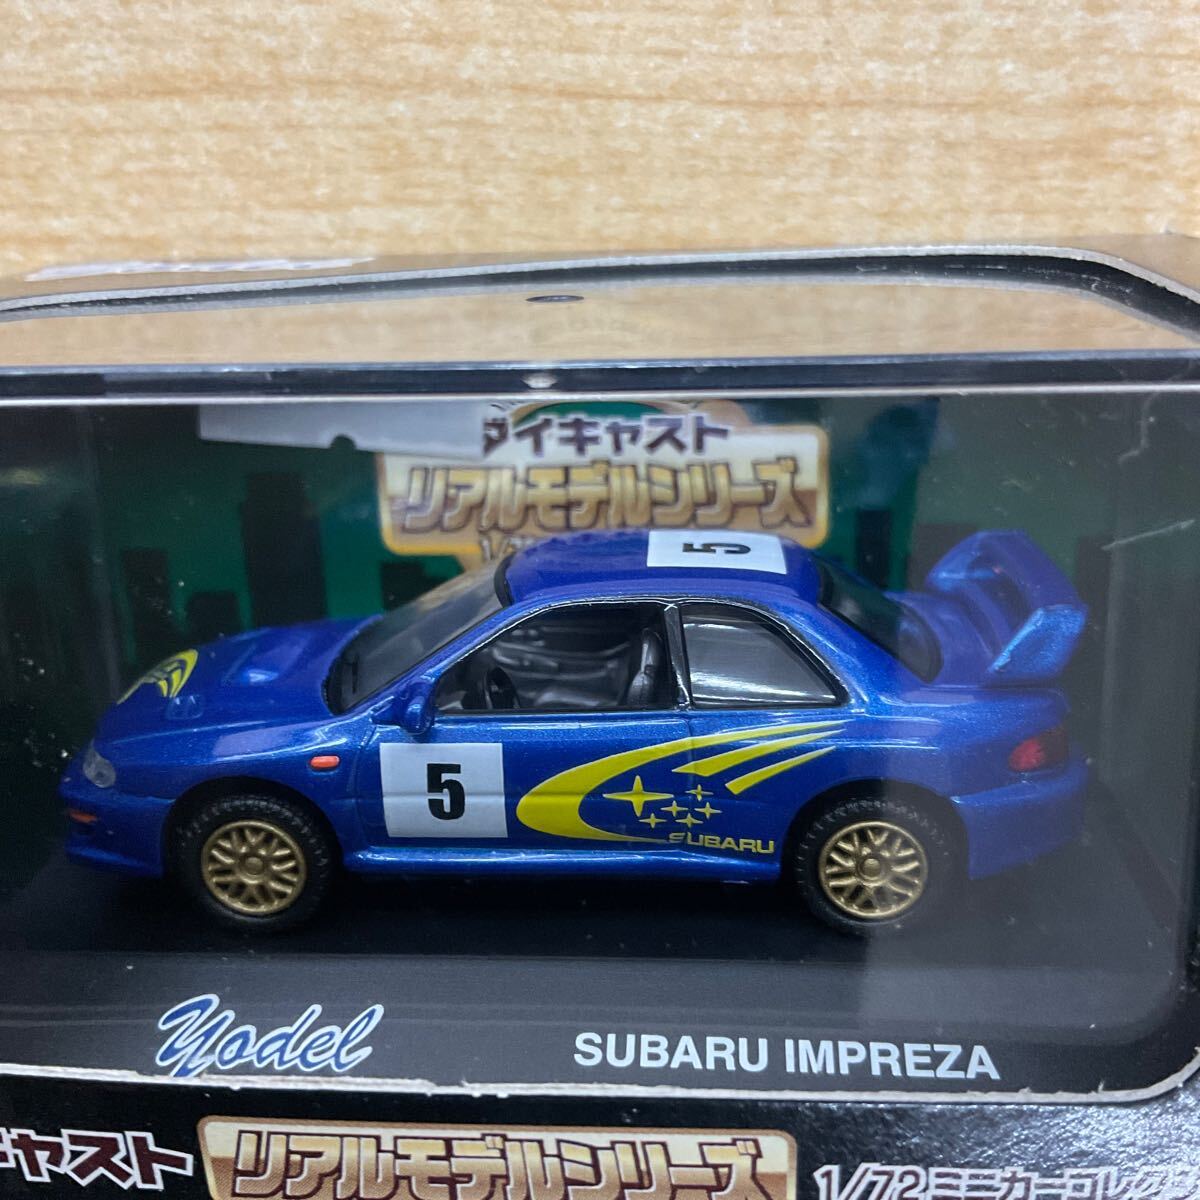 ダイキャスト
リアルモデルシリーズ
5
5
SUBARU
Yodel
SUBARU IMPREZA
キャスト
リアルモデルシリーズ
1/72ミニカーコレク